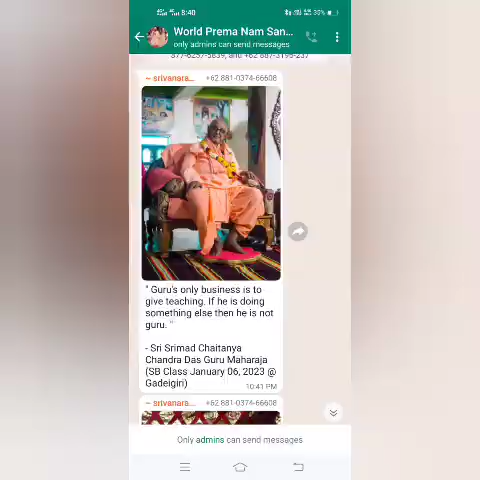 8:40
35%
World Prema Nam San...
only admins can send messages
~ srivanara... +62 881-0374-66608
" Guru's only business is to
give teaching. If he is doing
something else then he is not
guru. "
- Sri Srimad Chaitanya
Chandra Das Guru Maharaja
(SB Class January 06, 2023 @
Gadeigiri)
10:41 PM
~ srivanara... +62 881-0374-66608
Only admins can send messages